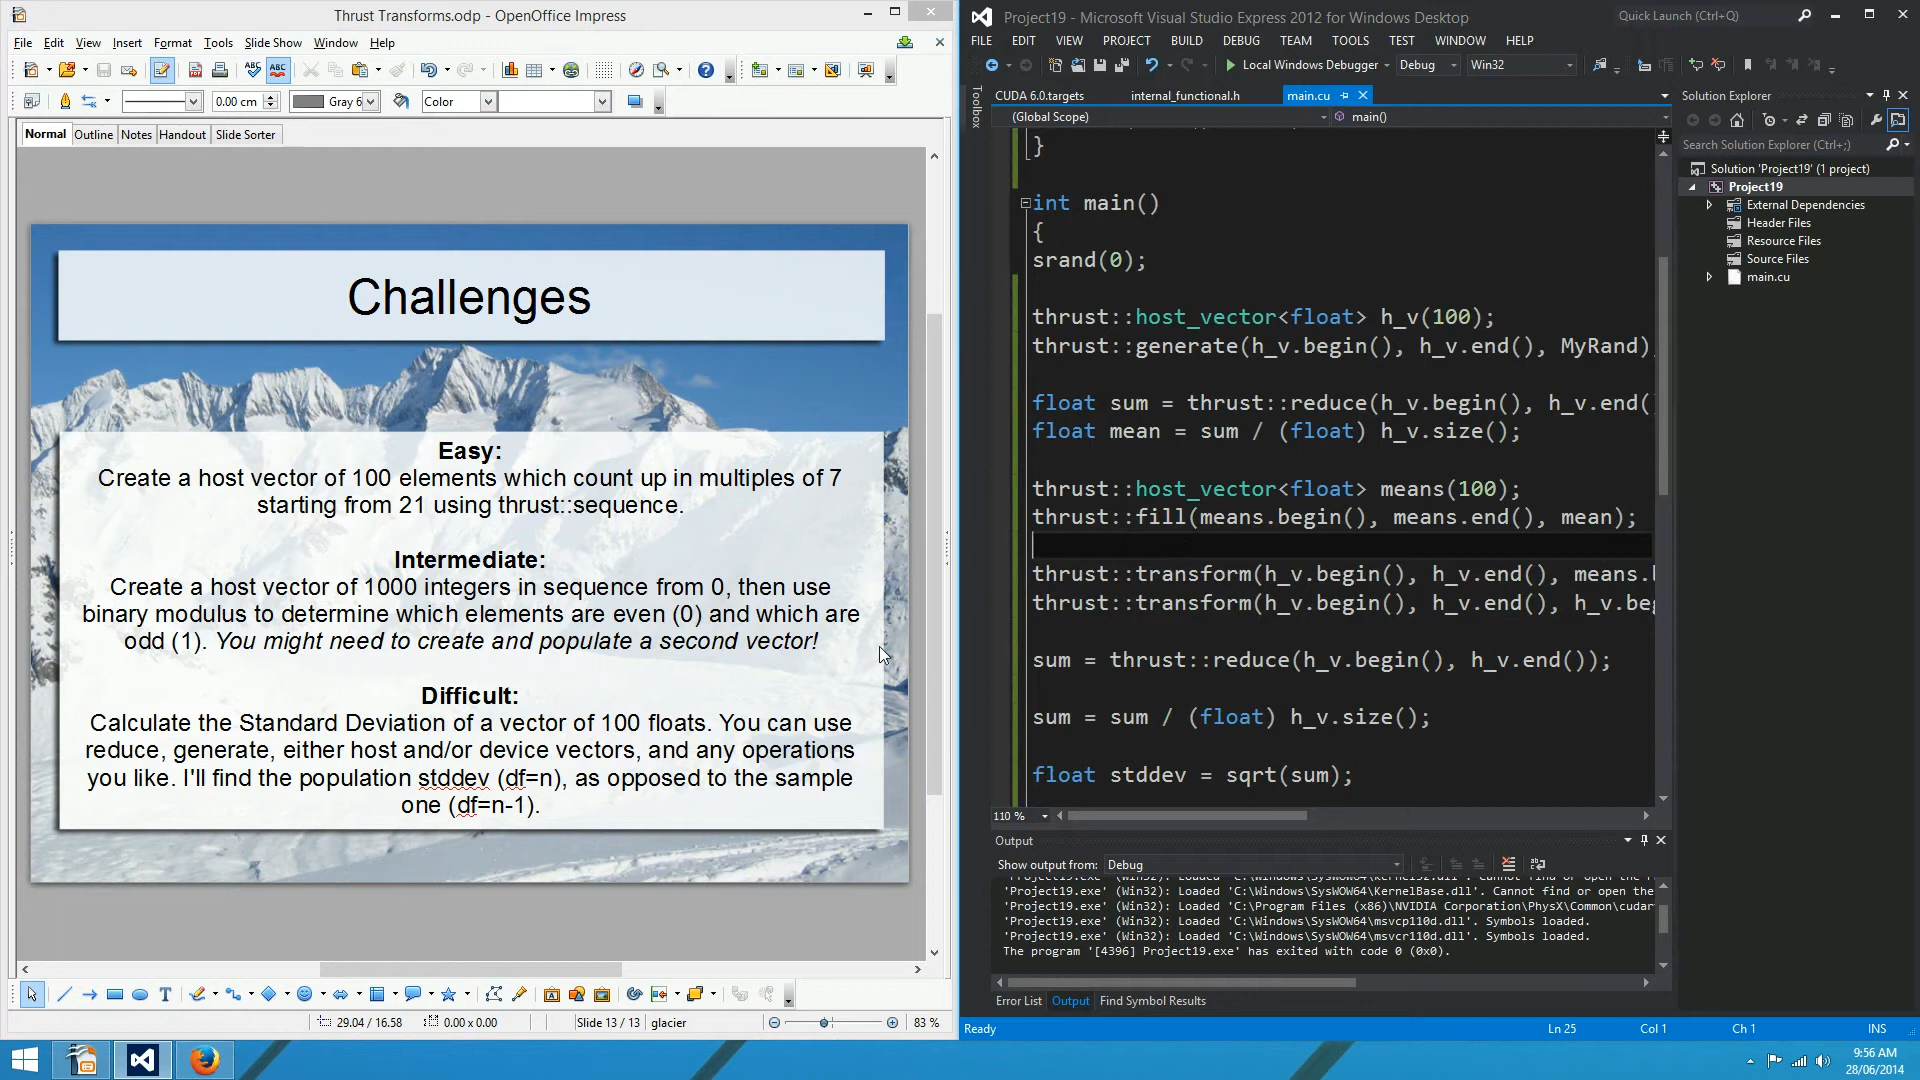 Thrust Transforms.odp - OpenOffice Impress
File Edit View Insert Format Tools Slide Show Window Help
0.00 cm
Gray 6
Color
Normal Outline Notes Handout Slide Sorter
Challenges
Easy:
Create a host vector of 100 elements which count up in multiples of 7
starting from 21 using thrust::sequence.
Intermediate:
Create a host vector of 1000 integers in sequence from 0, then use
binary modulus to determine which elements are even (0) and which are
odd (1). You might need to create and populate a second vector!
Difficult:
Calculate the Standard Deviation of a vector of 100 floats. You can use
reduce, generate, either host and/or device vectors, and any operations
you like. I'll find the population stddev (df=n), as opposed to the sample
one (df=n-1).
29.04 / 16.58
0.00 x 0.00
Slide 13 / 13
glacier
83 %
Project19 - Microsoft Visual Studio Express 2012 for Windows Desktop
Quick Launch (Ctrl+Q)
FILE EDIT VIEW PROJECT BUILD DEBUG TEAM TOOLS TEST WINDOW HELP
Local Windows Debugger
Debug
Win32
Toolbox
CUDA 6.0.targets
internal_functional.h
main.cu
(Global Scope)
main()
}
int main()
{
srand(0);
thrust::host_vector<float> h_v(100);
thrust::generate(h_v.begin(), h_v.end(), MyRand)
float sum = thrust::reduce(h_v.begin(), h_v.end(
float mean = sum / (float) h_v.size();
thrust::host_vector<float> means(100);
thrust::fill(means.begin(), means.end(), mean);
thrust::transform(h_v.begin(), h_v.end(), means.
thrust::transform(h_v.begin(), h_v.end(), h_v.beg
sum = thrust::reduce(h_v.begin(), h_v.end());
sum = sum / (float) h_v.size();
float stddev = sqrt(sum);
110 %
Output
Show output from: Debug
'Project19.exe' (Win32): Loaded 'C:\Windows\SysWOW64\kernel32.dll'. Cannot find or open the
'Project19.exe' (Win32): Loaded 'C:\Windows\SysWOW64\KernelBase.dll'. Cannot find or open the
'Project19.exe' (Win32): Loaded 'C:\Program Files (x86)\NVIDIA Corporation\PhysX\Common\cudar
'Project19.exe' (Win32): Loaded 'C:\Windows\SysWOW64\msvcp110d.dll'. Symbols loaded.
'Project19.exe' (Win32): Loaded 'C:\Windows\SysWOW64\msvcr110d.dll'. Symbols loaded.
The program '[4396] Project19.exe' has exited with code 0 (0x0).
Error List Output Find Symbol Results
Solution Explorer
Search Solution Explorer (Ctrl+;)
Solution 'Project19' (1 project)
Project19
External Dependencies
Header Files
Resource Files
Source Files
main.cu
Ready
Ln 25
Col 1
Ch 1
INS
9:56 AM
28/06/2014